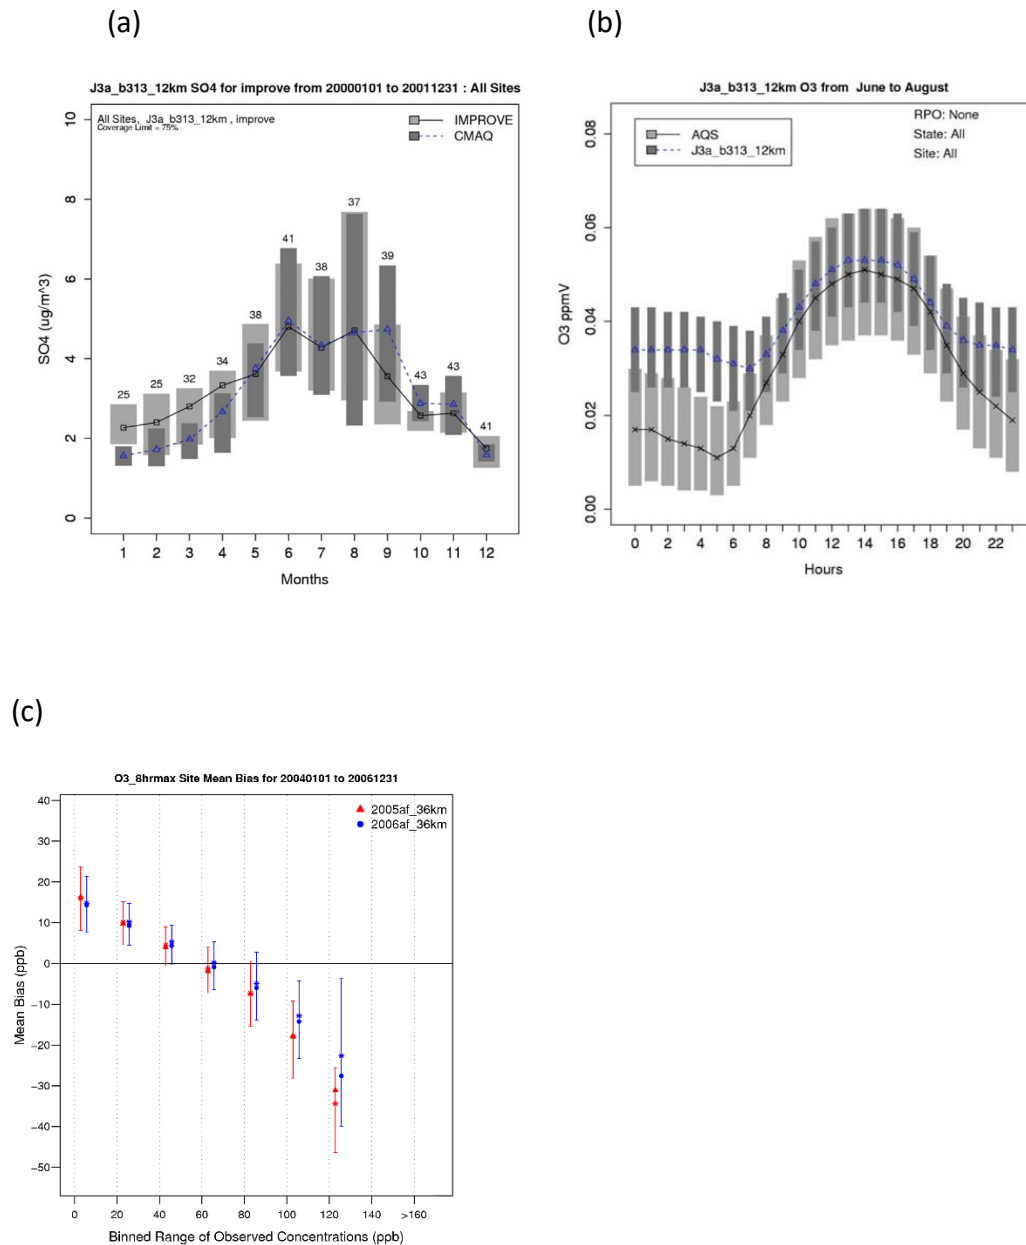 (a)
J3a_b313_12km SO4 for improve from 20000101 to 20011231 : All Sites
All Sites, J3a_b313_12km , improve
Coverage Limit = 75%
IMPROVE
CMAQ
SO4 (ug/m^3)
10
8
6
4
2
0
25
25
32
34
38
41
38
37
39
43
43
41
1 2 3 4 5 6 7 8 9 10 11 12
Months
(b)
J3a_b313_12km O3 from June to August
AQS
J3a_b313_12km
RPO: None
State: All
Site: All
O3 ppmV
0.08
0.06
0.04
0.02
0.00
0 2 4 6 8 10 12 14 16 18 20 22
Hours
(c)
O3_8hrmax Site Mean Bias for 20040101 to 20061231
2005af_36km
2006af_36km
Mean Bias (ppb)
40
30
20
10
0
−10
−20
−30
−40
−50
0 20 40 60 80 100 120 140 >160
Binned Range of Observed Concentrations (ppb)